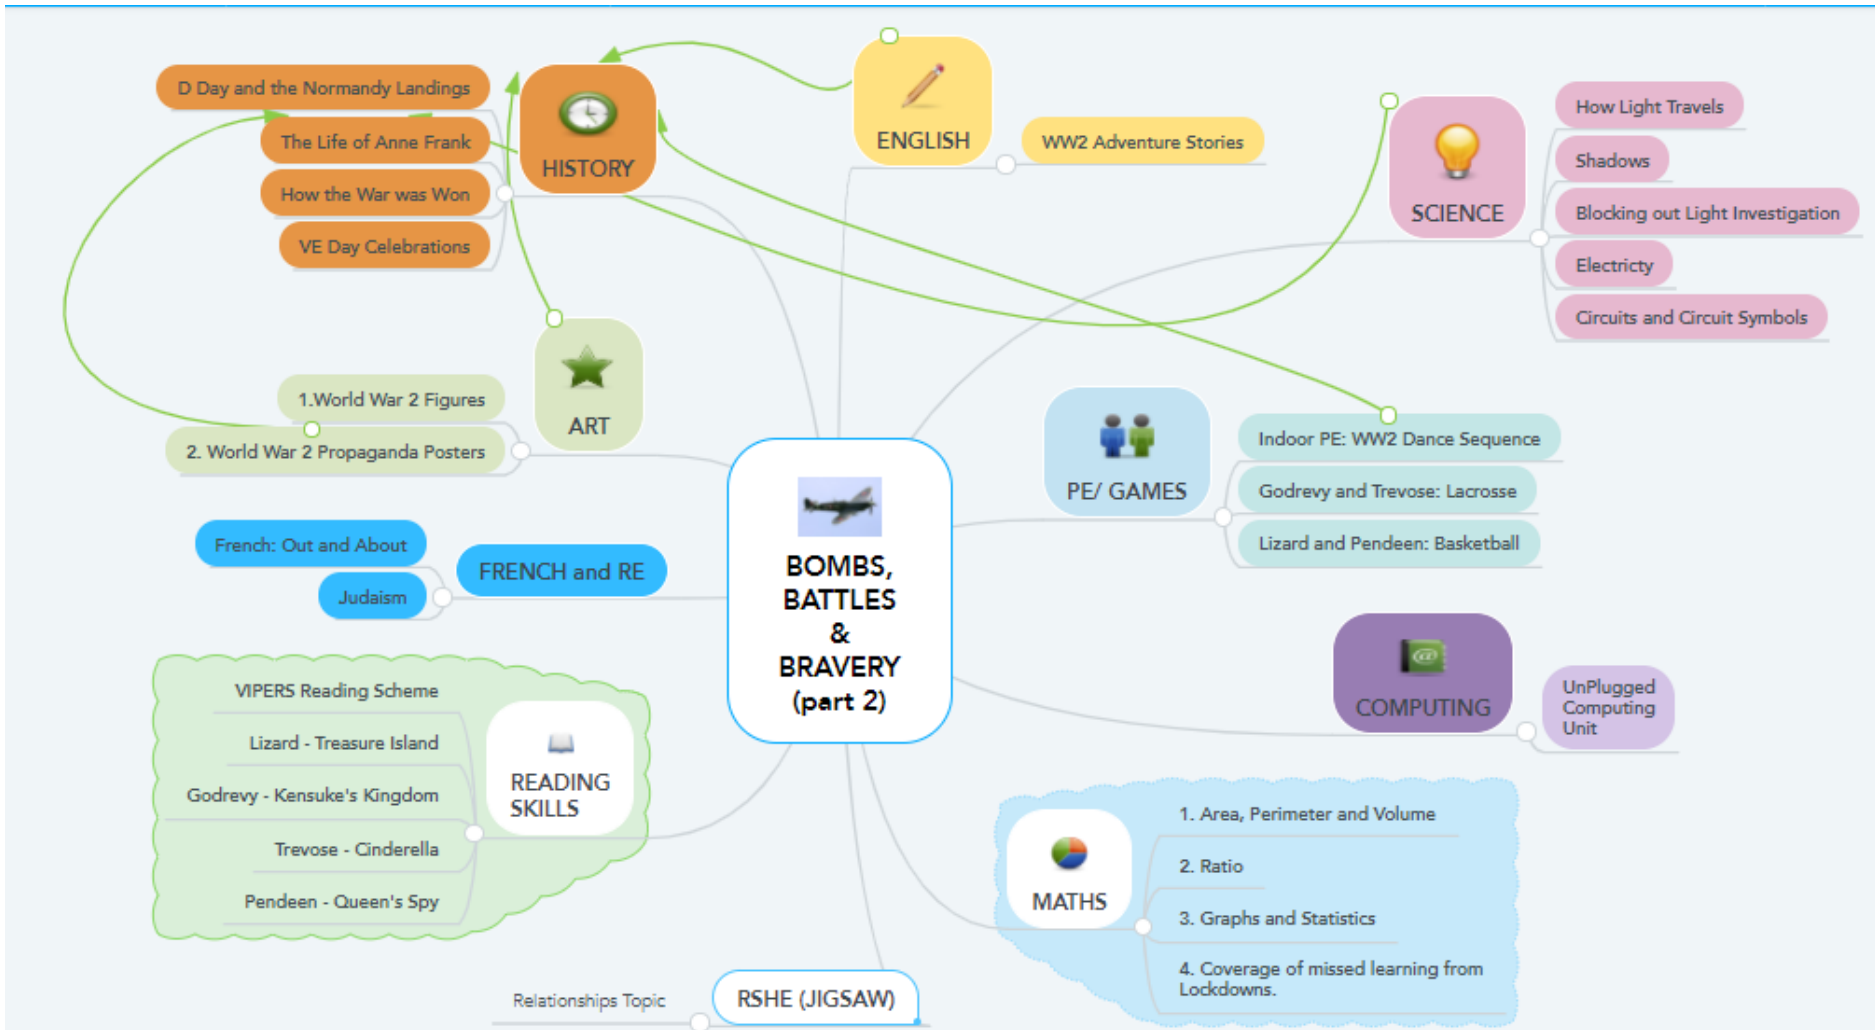 D Day and the Normandy Landings
The Life of Anne Frank
How the War was Won
VE Day Celebrations
HISTORY
ENGLISH
WW2 Adventure Stories
SCIENCE
How Light Travels
Shadows
Blocking out Light Investigation
Electricty
Circuits and Circuit Symbols
ART
1.World War 2 Figures
2. World War 2 Propaganda Posters
PE/ GAMES
Indoor PE: WW2 Dance Sequence
Godrevy and Trevose: Lacrosse
Lizard and Pendeen: Basketball
BOMBS,
BATTLES
&
BRAVERY
(part 2)
FRENCH and RE
French: Out and About
Judaism
COMPUTING
UnPlugged
Computing
Unit
READING
SKILLS
VIPERS Reading Scheme
Lizard - Treasure Island
Godrevy - Kensuke's Kingdom
Trevose - Cinderella
Pendeen - Queen's Spy
MATHS
1. Area, Perimeter and Volume
2. Ratio
3. Graphs and Statistics
4. Coverage of missed learning from
Lockdowns.
RSHE (JIGSAW)
Relationships Topic